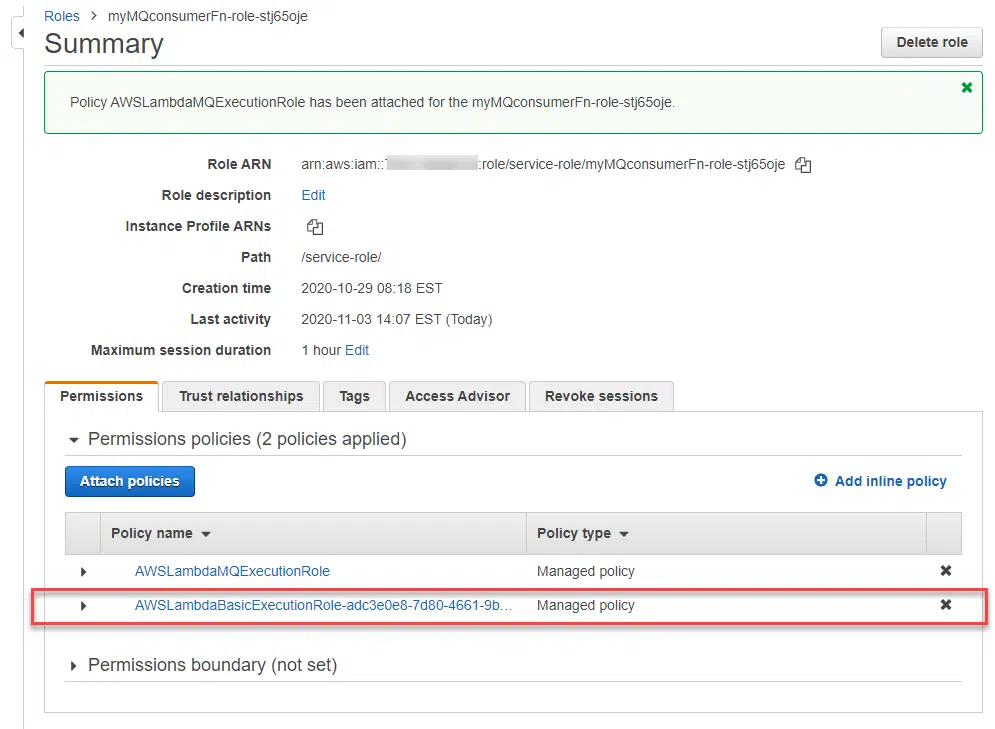 Roles > myMQconsumerFn-role-stj65oje
Summary
Delete role
Policy AWSLambdaMQExecutionRole has been attached for the myMQconsumerFn-role-stj65oje.
Role ARN arn:aws:iam:: :role/service-role/myMQconsumerFn-role-stj65oje
Role description Edit
Instance Profile ARNs
Path /service-role/
Creation time 2020-10-29 08:18 EST
Last activity 2020-11-03 14:07 EST (Today)
Maximum session duration 1 hour Edit
Permissions Trust relationships Tags Access Advisor Revoke sessions
Permissions policies (2 policies applied)
Attach policies Add inline policy
Policy name Policy type
AWSLambdaMQExecutionRole Managed policy
AWSLambdaBasicExecutionRole-adc3e0e8-7d80-4661-9b... Managed policy
Permissions boundary (not set)